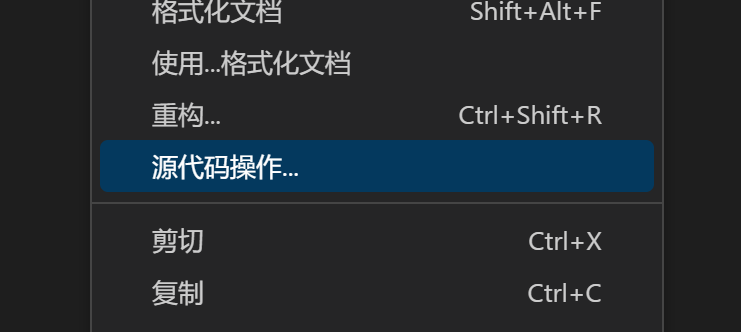 格式化文档 Shift+Alt+F
使用...格式化文档
重构... Ctrl+Shift+R
源代码操作...
剪切 Ctrl+X
复制 Ctrl+C